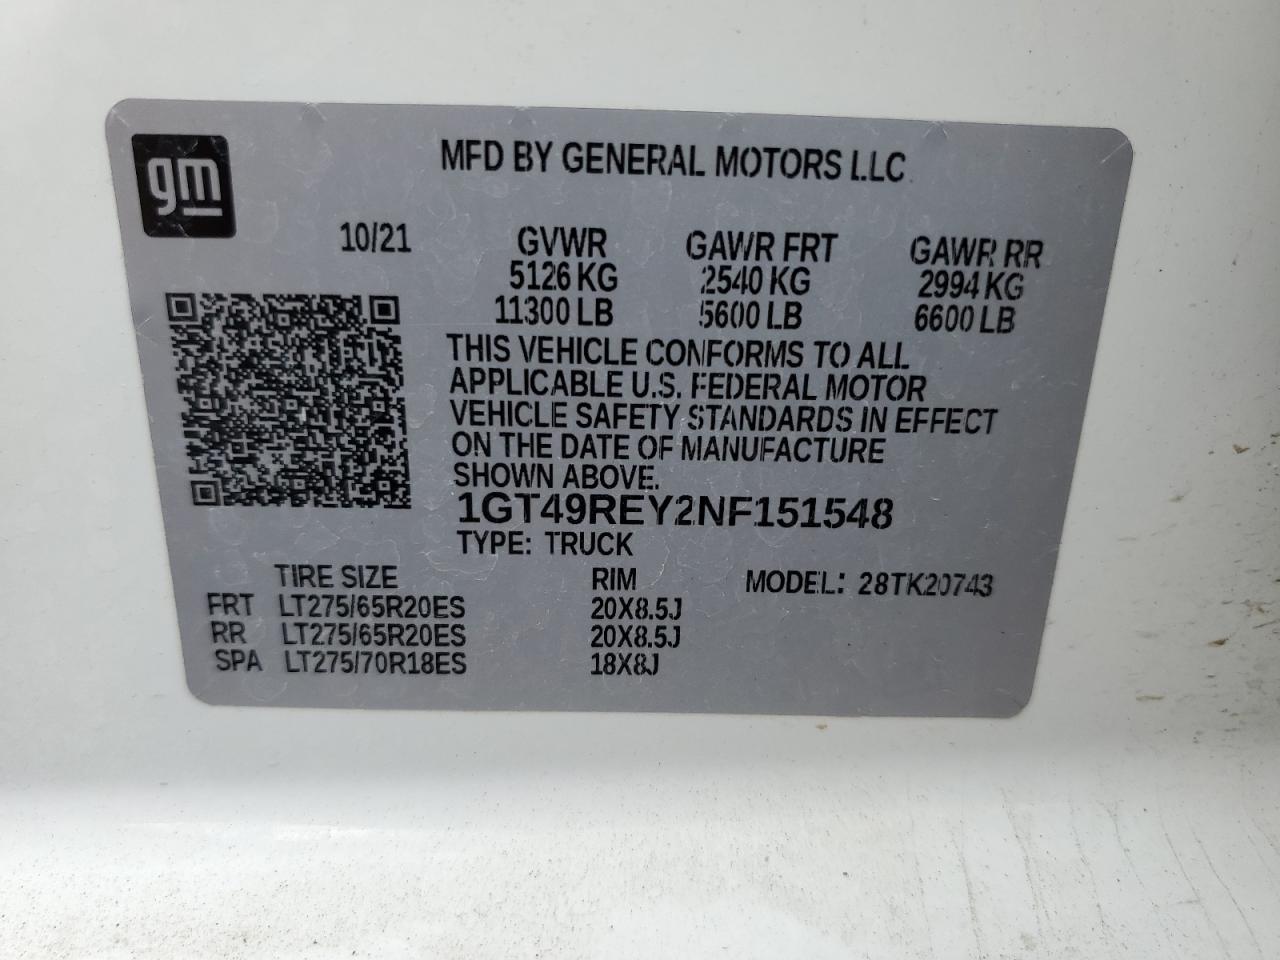 gm
MFD BY GENERAL MOTORS LLC
10/21 GVWR GAWR FRT GAWR RR
5126 KG 2540 KG 2994 KG
11300 LB 5600 LB 6600 LB
THIS VEHICLE CONFORMS TO ALL
APPLICABLE U.S. FEDERAL MOTOR
VEHICLE SAFETY STANDARDS IN EFFECT
ON THE DATE OF MANUFACTURE
SHOWN ABOVE.
1GT49REY2NF151548
TYPE: TRUCK
TIRE SIZE RIM MODEL: 28TK20743
FRT LT275/65R20ES 20X8.5J
RR LT275/65R20ES 20X8.5J
SPA LT275/70R18ES 18X8J